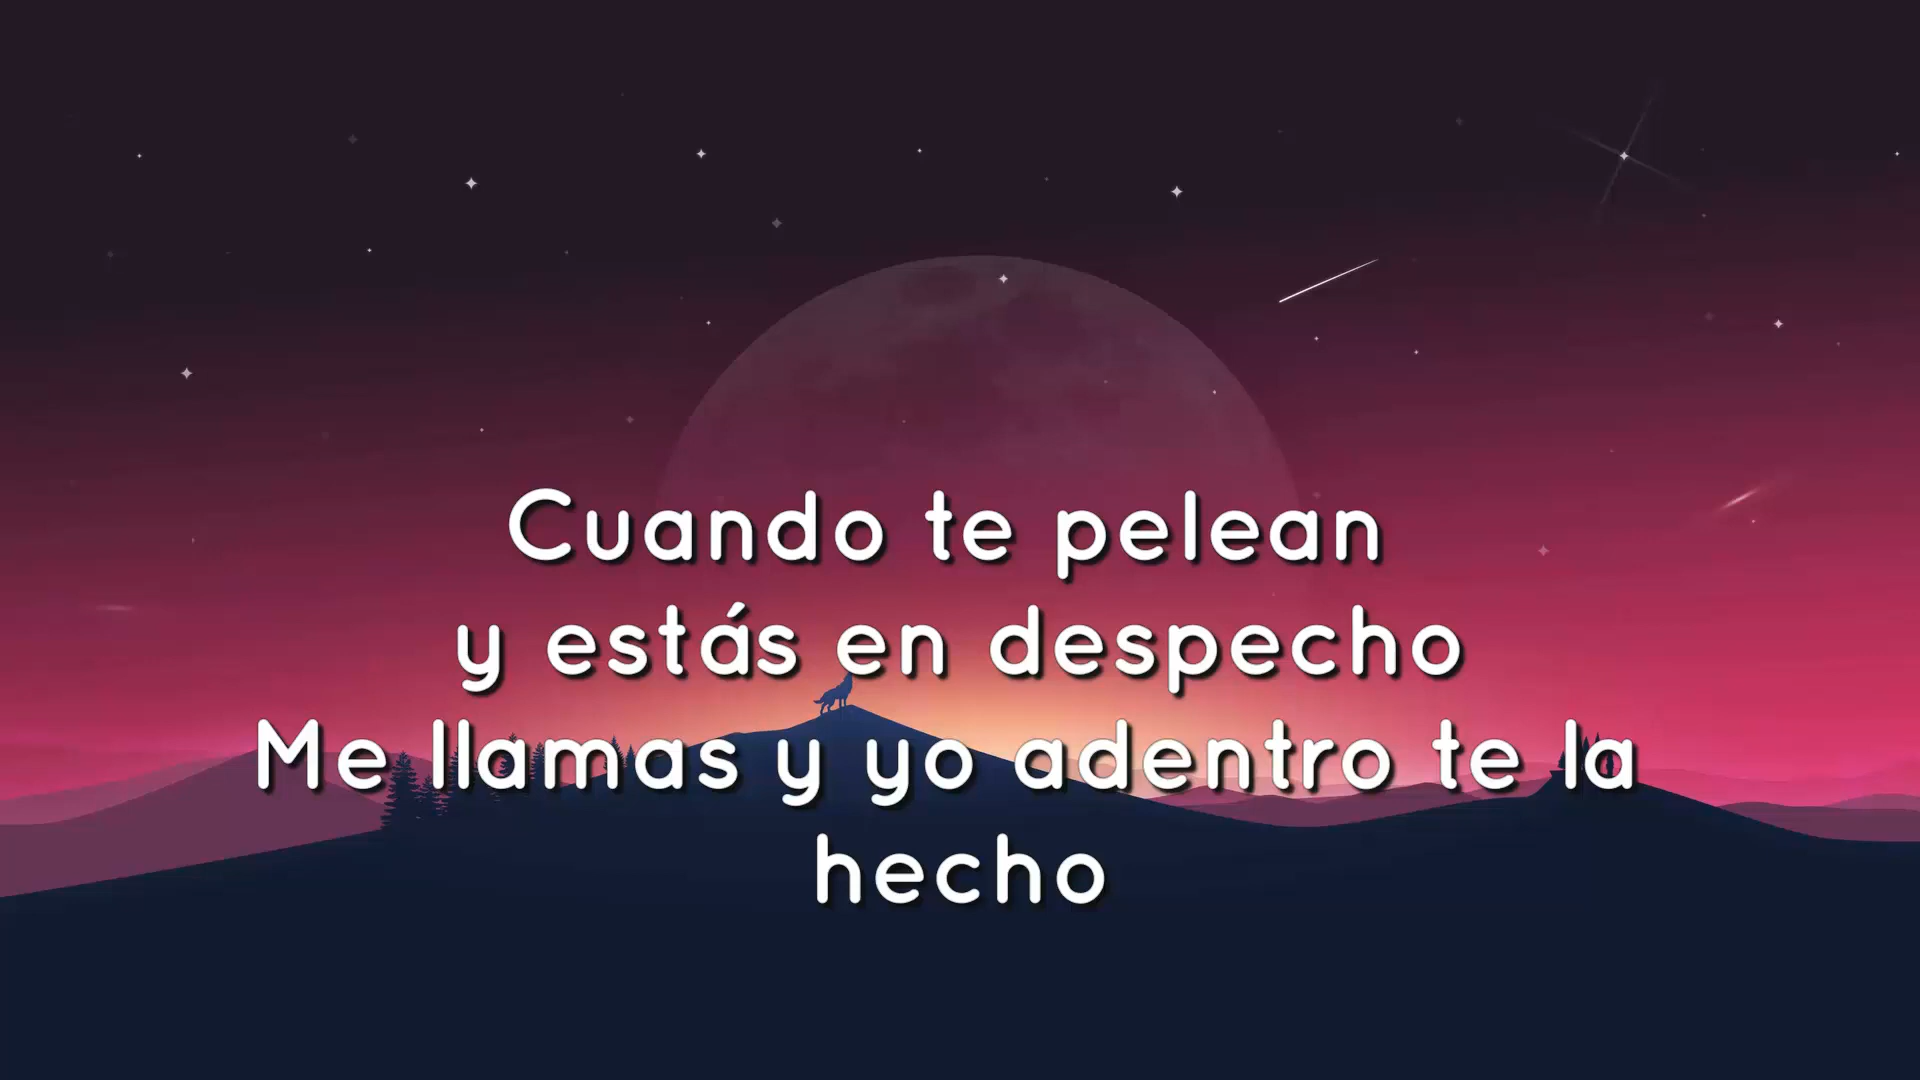 Cuando te pelean
y estás en despecho
Me llamas y yo adentro te la
hecho